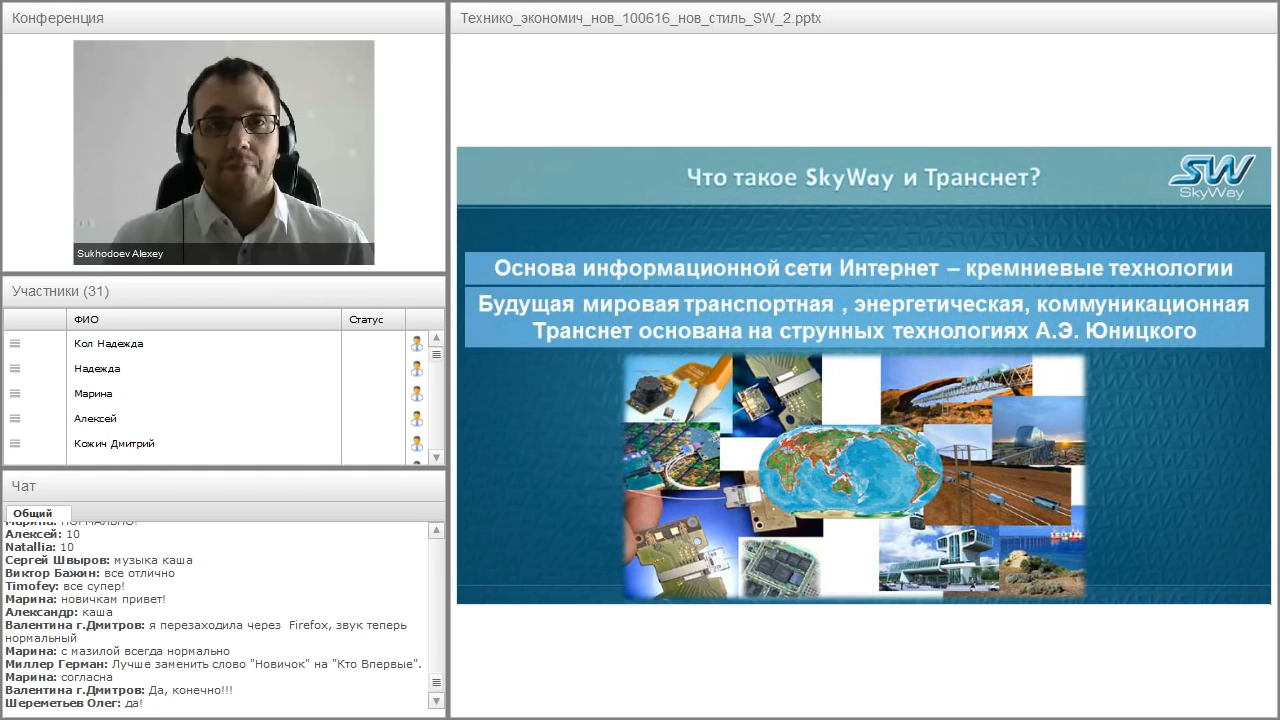 Конференция
Sukhodoev Alexey
Участники (31)
ФИО
Статус
Кол Надежда
Надежда
Марина
Алексей
Кожич Дмитрий
Чат
Общий
Марина: НОРМАЛЬНО!
Алексей: 10
Natallia: 10
Сергей Швыров: музыка каша
Виктор Бажин: все отлично
Timofey: все супер!
Марина: новичкам привет!
Александр: каша
Валентина г.Дмитров: я перезаходила через Firefox, звук теперь
нормальный
Марина: с мазилой всегда нормально
Миллер Герман: Лучше заменить слово "Новичок" на "Кто Впервые".
Марина: согласна
Валентина г.Дмитров: Да, конечно!!!
Шереметьев Олег: да!
Технико_экономич_нов_100616_нов_стиль_SW_2.pptx
Что такое SkyWay и Транснет?
SW
SkyWay
Основа информационной сети Интернет – кремниевые технологии
Будущая мировая транспортная , энергетическая, коммуникационная
Транснет основана на струнных технологиях А.Э. Юницкого